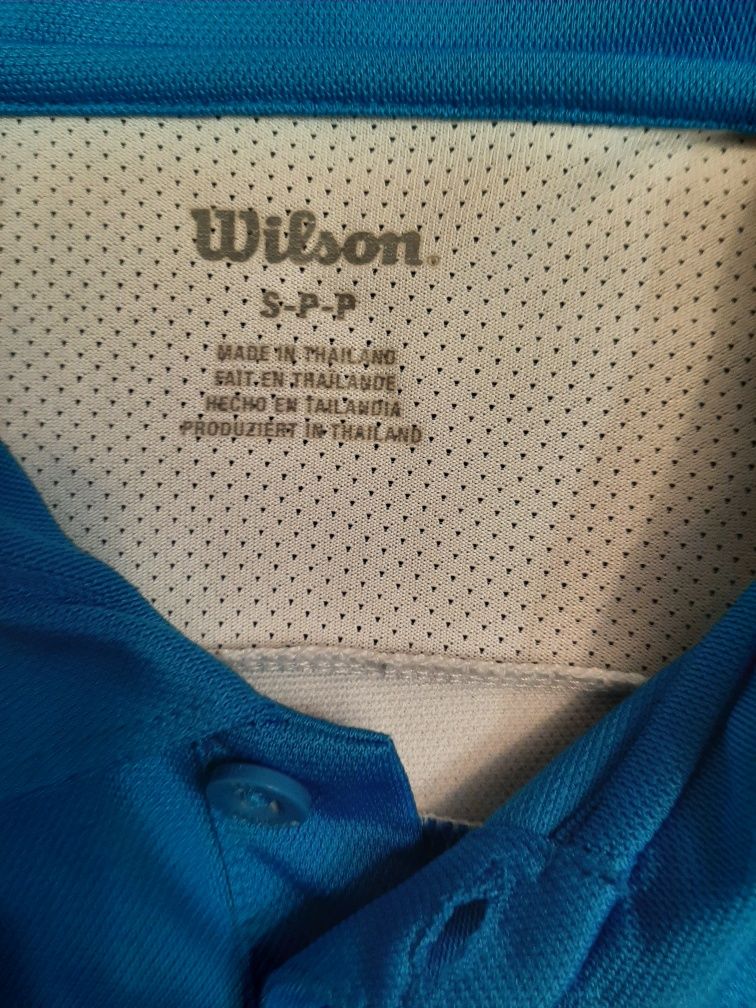 Wilson.
S-P-P
MADE IN THAILAND
FAIT EN THAILANDE
HECHO EN TAILANDIA
PRODUZIERT IN THAILAND